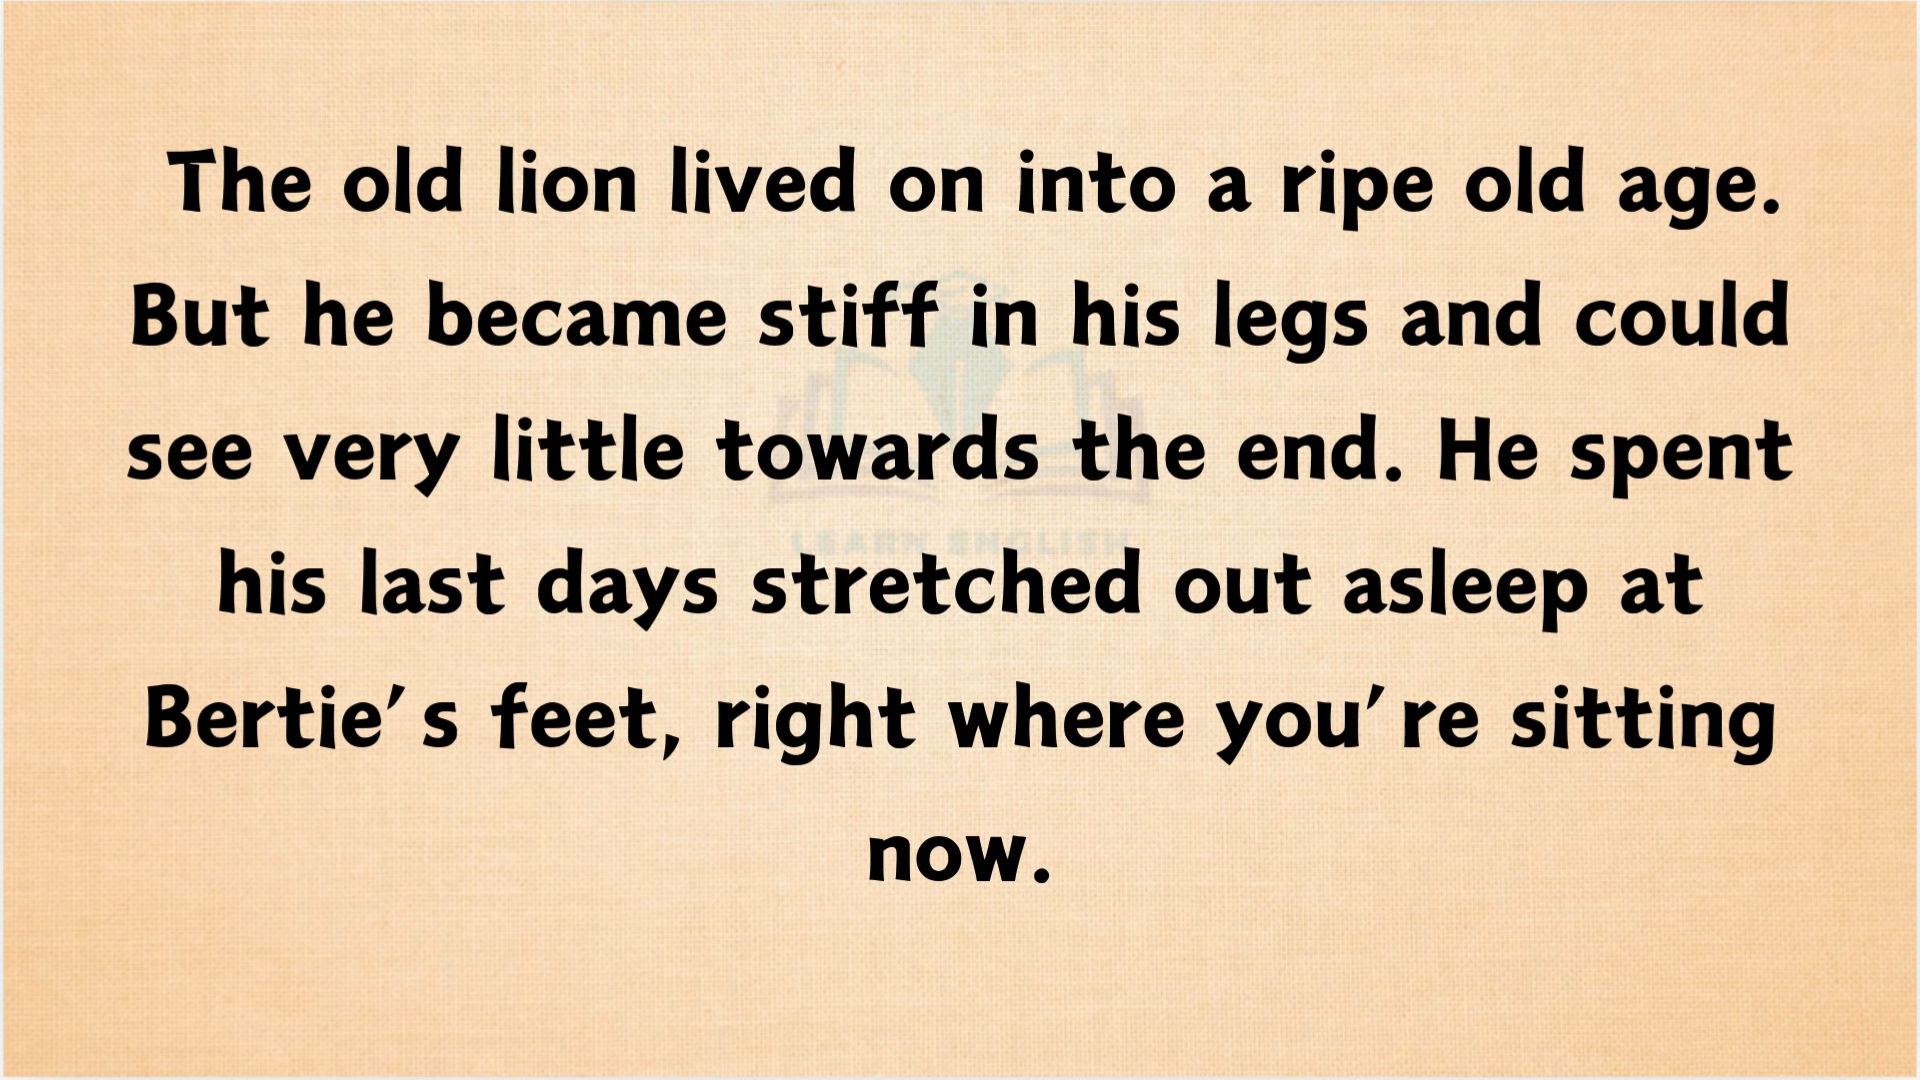 The old lion lived on into a ripe old age.
But he became stiff in his legs and could
see very little towards the end. He spent
his last days stretched out asleep at
Bertie’s feet, right where you’re sitting
now.
LEARN ENGLISH